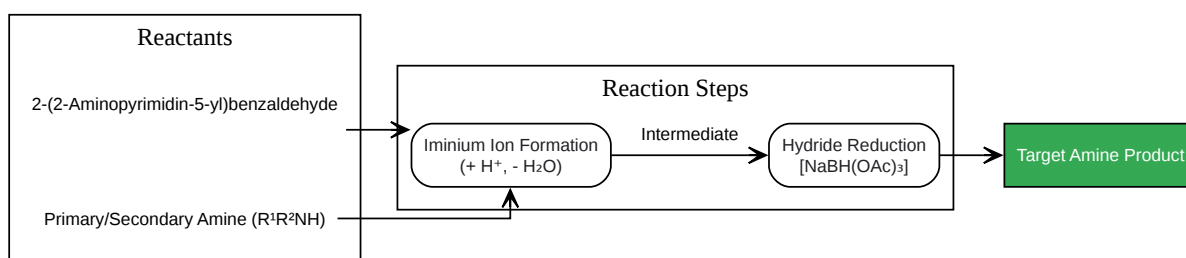 Reactants
2-(2-Aminopyrimidin-5-yl)benzaldehyde
Primary/Secondary Amine (R¹R²NH)
Reaction Steps
Iminium Ion Formation
(+ H⁺, - H₂O)
Intermediate
Hydride Reduction
[NaBH(OAc)₃]
Target Amine Product